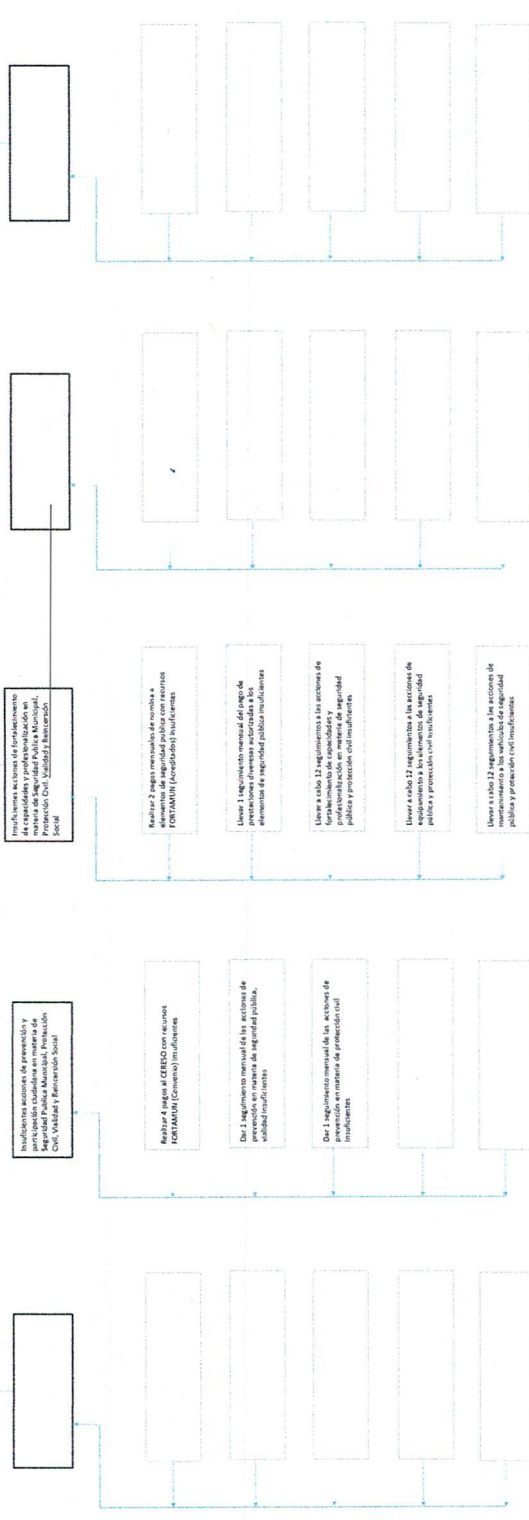 Insuficientes acciones de prevención y
participación ciudadana en materia de
Seguridad Publica Municipal, Protección
Civil, Vialidad y Reincersión Social
Realizar 4 pagos al CERESO con recursos
FORTAMUN (Convenio) Insuficientes
Dar 1 seguimiento mensual de las acciones de
prevención en materia de seguridad pública,
vialidad Insuficientes
Dar 1 seguimiento mensual de las acciones de
prevención en materia de protección civil
Insuficientes
Insuficientes acciones de fortalecimiento
de capacidades y profesionalización en
materia de Seguridad Publica Municipal,
Protección Civil, Vialidad y Reincersión
Social
Realizar 2 pagos mensuales de nomina a
elementos de seguridad publica con recursos
FORTAMUN (Acreditados) Insuficientes
Llevar 1 seguimiento mensual del pago de
prestaciones diveresas autorizadas a los
elementos de seguridad pública insuficientes
Llevar a cabo 12 seguimientos a las acciones de
fortalecimiento de capacidades y
profesionalización en materia de seguridad
pública y protección civil insuficientes
Llevar a cabo 12 seguimientos a las acciones de
equipamiento a los elementos de seguridad
pública y protección civil insuficientes
Llevar a cabo 12 seguimientos a las acciones de
mantenimiento a los vehículos de seguridad
pública y protección civil insuficientes